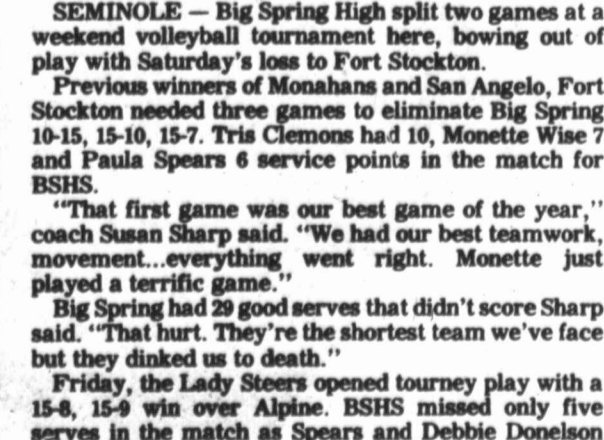 SEMINOLE — Big Spring High split two games at a
weekend volleyball tournament here, bowing out of
play with Saturday's loss to Fort Stockton.
Previous winners of Monahans and San Angelo, Fort
Stockton needed three games to eliminate Big Spring
10-15, 15-10, 15-7. Tris Clemons had 10, Monette Wise 7
and Paula Spears 6 service points in the match for
BSHS.
"That first game was our best game of the year,"
coach Susan Sharp said. "We had our best teamwork,
movement...everything went right. Monette just
played a terrific game."
Big Spring had 29 good serves that didn't score Sharp
said. "That hurt. They're the shortest team we've face
but they dinked us to death."
Friday, the Lady Steers opened tourney play with a
15-8, 15-9 win over Alpine. BSHS missed only five
serves in the match as Spears and Debbie Donelson